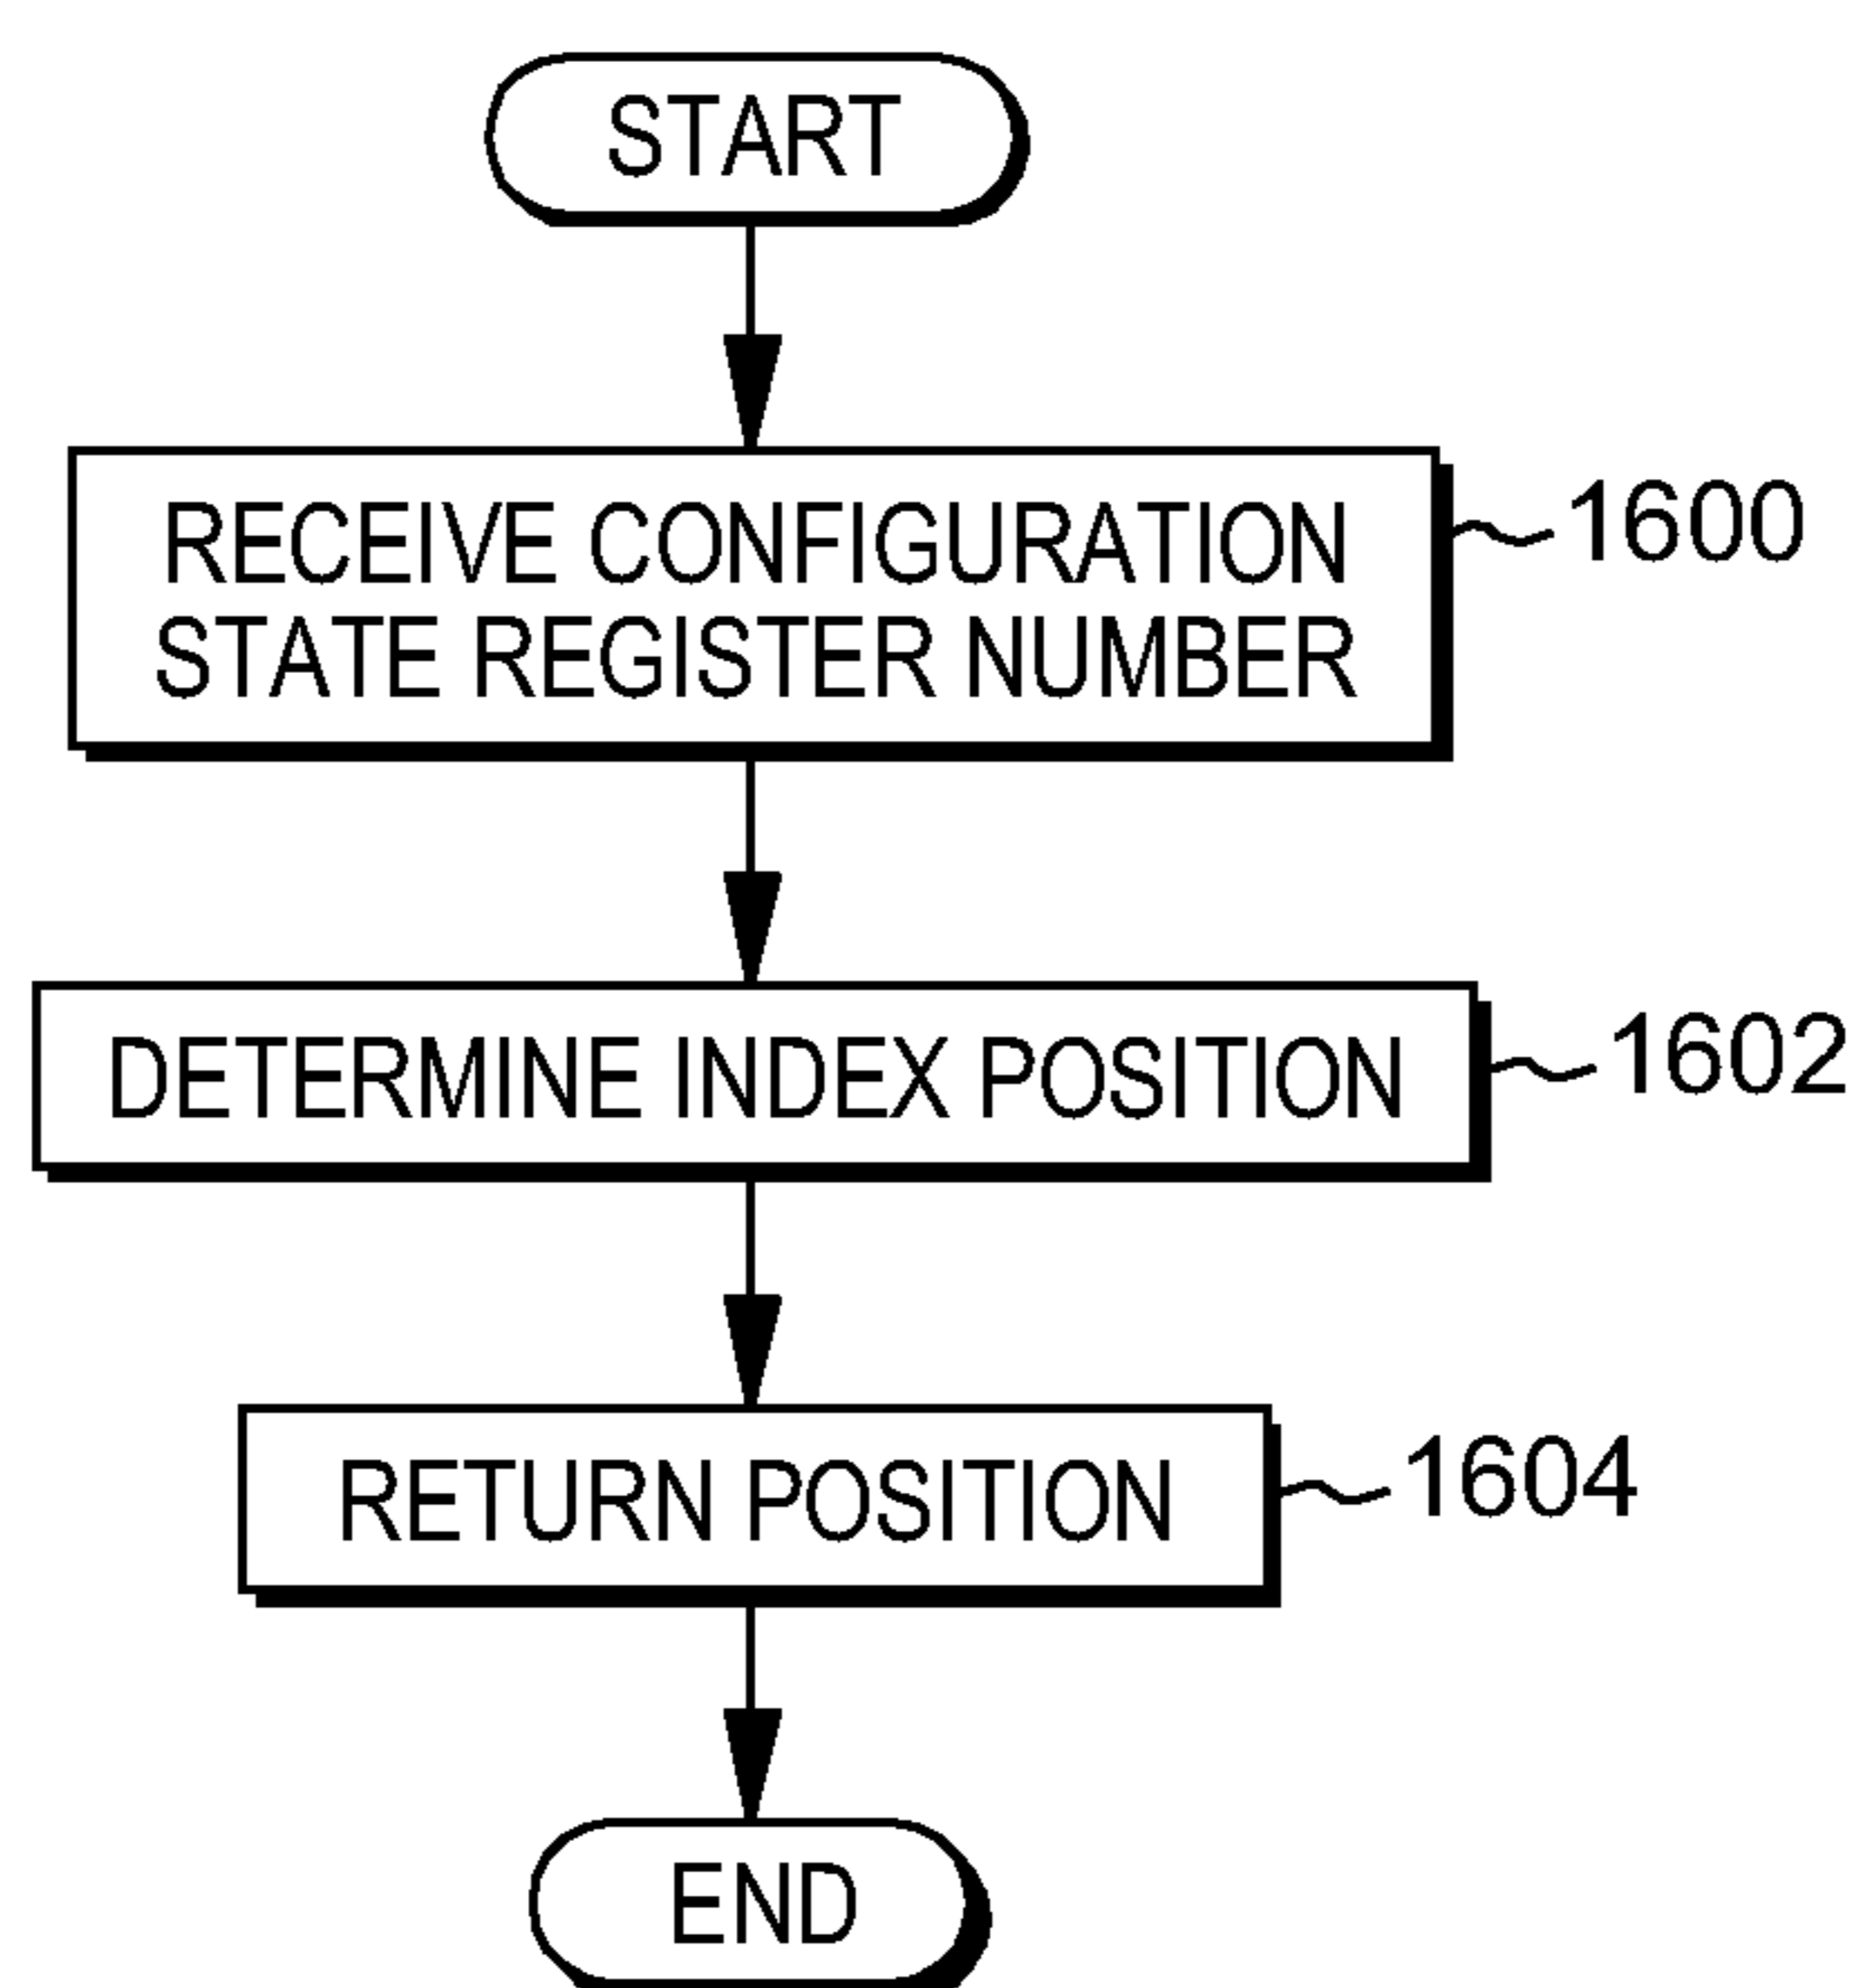 START
RECEIVE CONFIGURATION
STATE REGISTER NUMBER
1600
DETERMINE INDEX POSITION
1602
RETURN POSITION
1604
END